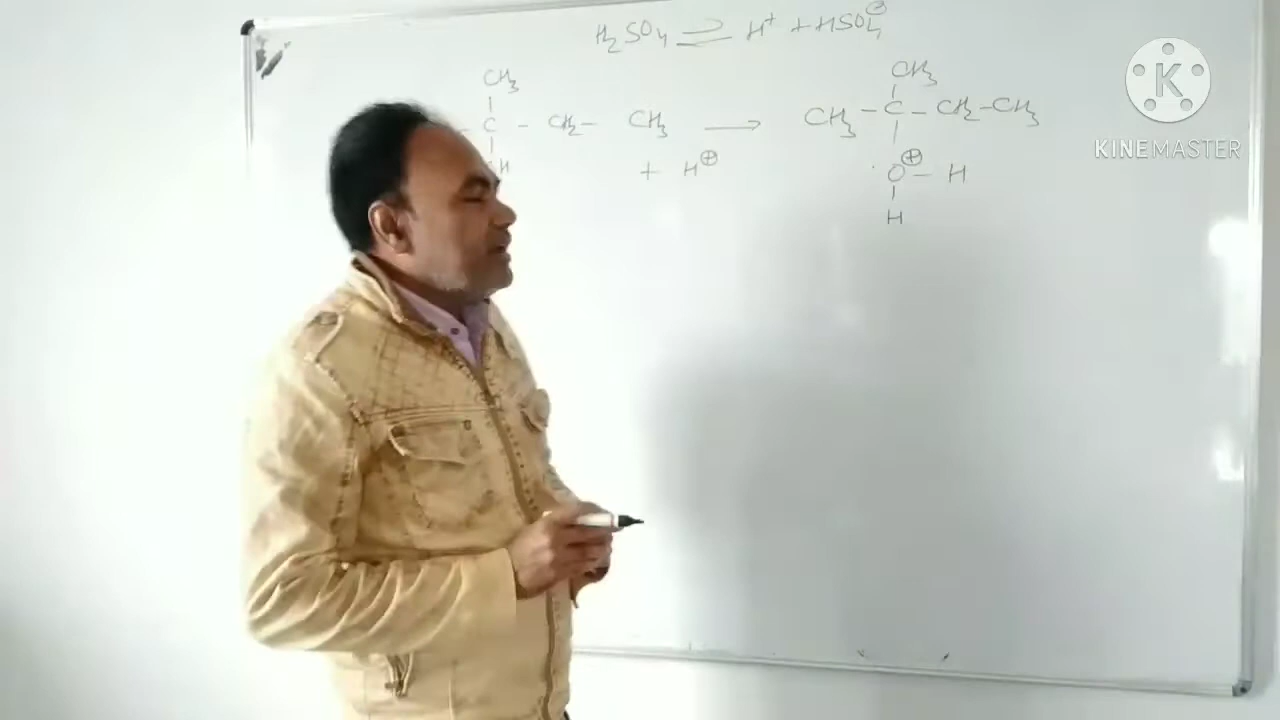 H₂SO₄ ⇌ H⁺ + HSO₄⊖
CH₃ CH₃
– C – CH₂ – CH₃ ⟶ CH₃ – C – CH₂ – CH₃
H + H⊕ O⊕ – H
H
K
KINEMASTER